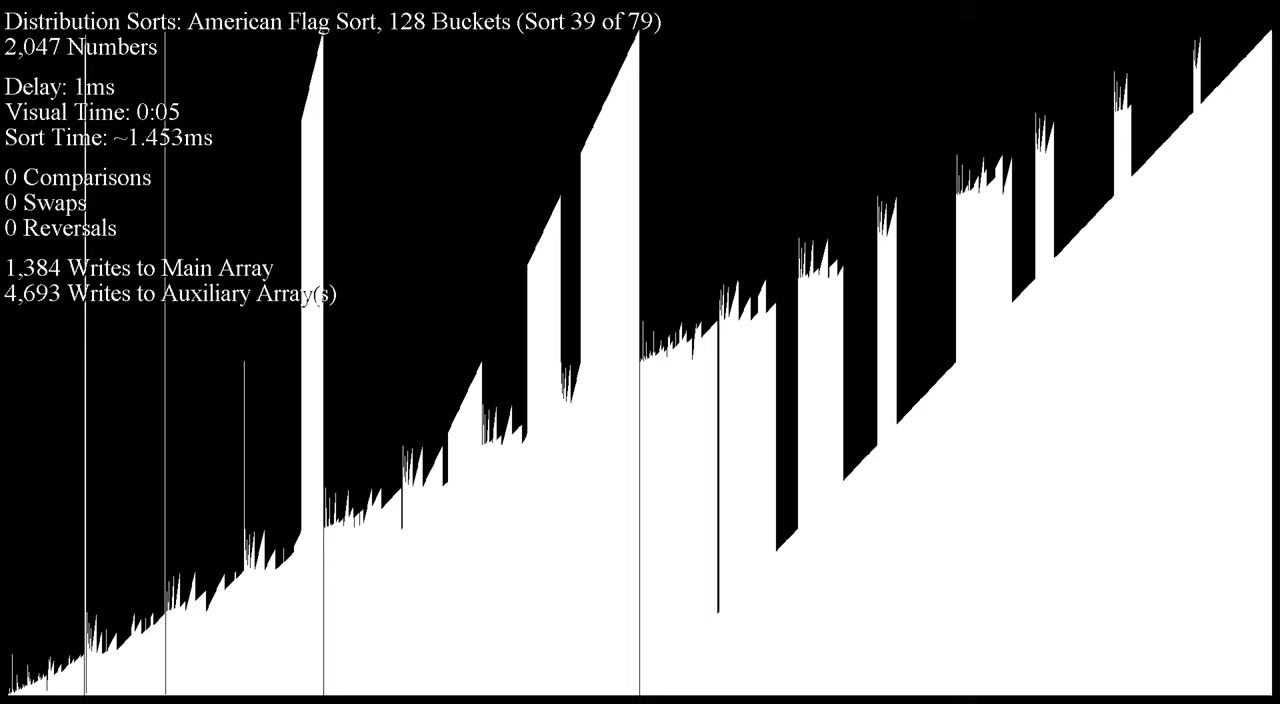 Distribution Sorts: American Flag Sort, 128 Buckets (Sort 39 of 79)
2,047 Numbers
Delay: 1ms
Visual Time: 0:05
Sort Time: ~1.453ms
0 Comparisons
0 Swaps
0 Reversals
1,384 Writes to Main Array
4,693 Writes to Auxiliary Array(s)